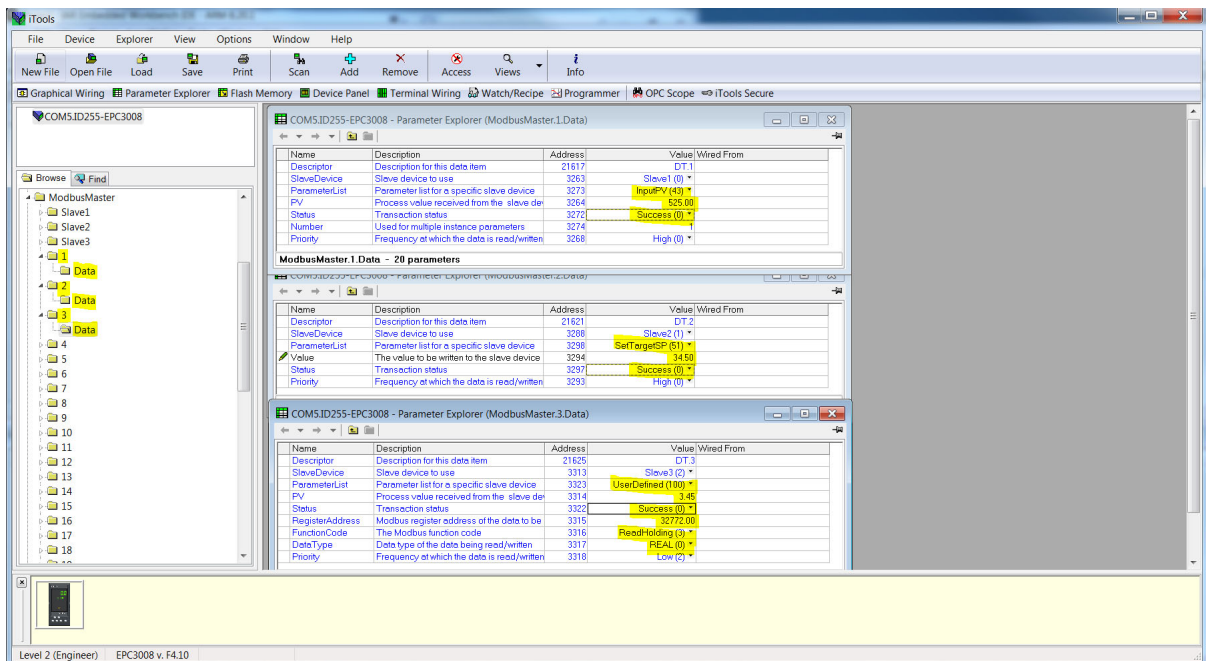 iTools
File Device Explorer View Options Window Help
New File Open File Load Save Print Scan Add Remove Access Views Info
Graphical Wiring Parameter Explorer Flash Memory Device Panel Terminal Wiring Watch/Recipe Programmer OPC Scope iTools Secure
COM5.ID255-EPC3008
Browse Find
ModbusMaster
Slave1
Slave2
Slave3
1
Data
2
Data
3
Data
4
5
6
7
8
9
10
11
12
13
14
15
16
17
18
COM5.ID255-EPC3008 - Parameter Explorer (ModbusMaster.1.Data)
Name Description Address Value Wired From
Descriptor Description for this data item 21617 DT.1
SlaveDevice Slave device to use 3263 Slave1 (0)
ParameterList Parameter list for a specific slave device 3273 InputPV (43)
PV Process value received from the slave de 3264 525.00
Status Transaction status 3272 Success (0)
Number Used for multiple instance parameters 3274 1
Priority Frequency at which the data is read/written 3268 High (0)
ModbusMaster.1.Data - 20 parameters
COM5.ID255-EPC3008 - Parameter Explorer (ModbusMaster.2.Data)
Name Description Address Value Wired From
Descriptor Description for this data item 21621 DT.2
SlaveDevice Slave device to use 3288 Slave2 (1)
ParameterList Parameter list for a specific slave device 3298 SetTargetSP (51)
Value The value to be written to the slave device 3294 34.50
Status Transaction status 3297 Success (0)
Priority Frequency at which the data is read/written 3293 High (0)
COM5.ID255-EPC3008 - Parameter Explorer (ModbusMaster.3.Data)
Name Description Address Value Wired From
Descriptor Description for this data item 21625 DT.3
SlaveDevice Slave device to use 3313 Slave3 (2)
ParameterList Parameter list for a specific slave device 3323 UserDefined (100)
PV Process value received from the slave de 3314 3.45
Status Transaction status 3322 Success (0)
RegisterAddress Modbus register address of the data to be 3315 32772.00
FunctionCode The Modbus function code 3316 ReadHolding (3)
DataType Data type of the data being read/written 3317 REAL (0)
Priority Frequency at which the data is read/written 3318 Low (2)
Level 2 (Engineer) EPC3008 v. F4.10